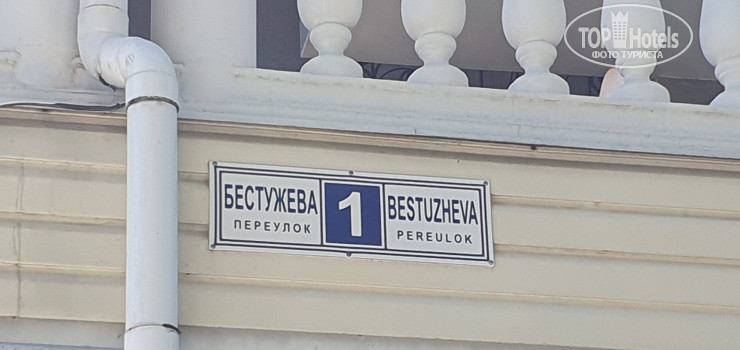 TOP Hotels
ФОТО ТУРИСТА
БЕСТУЖЕВА
ПЕРЕУЛОК
1
BESTUZHEVA
PEREULOK